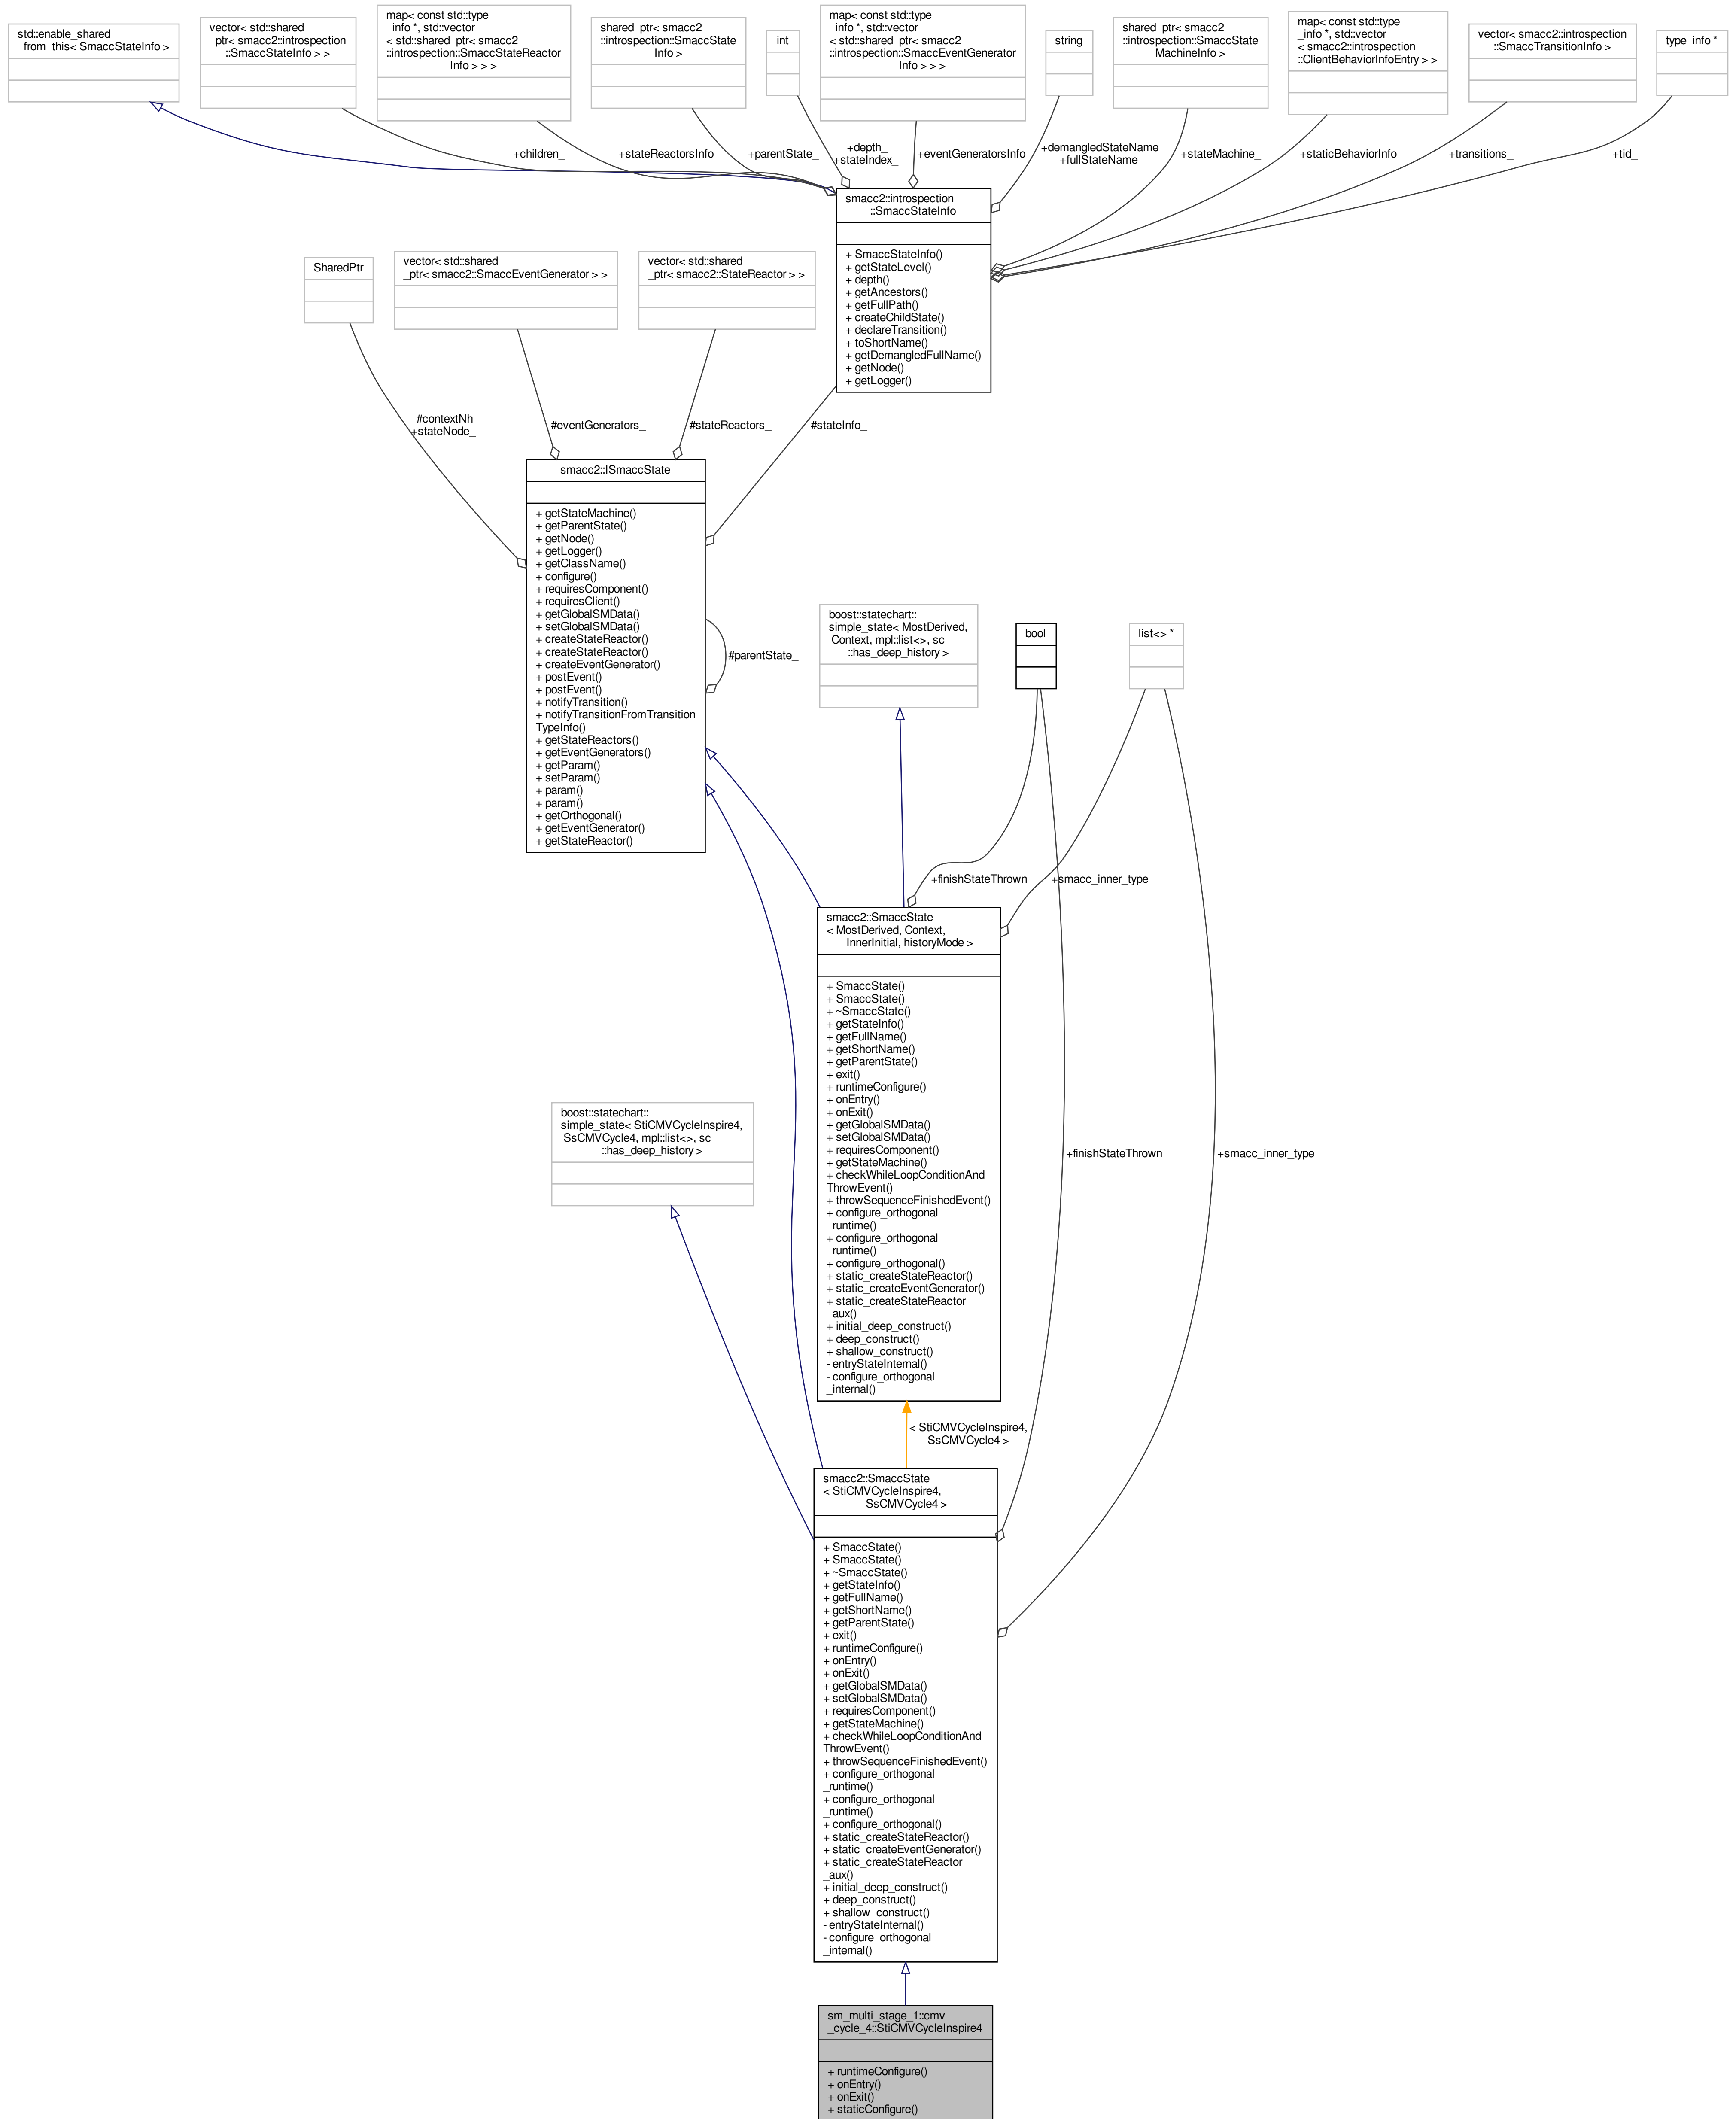 std::enable_shared
_from_this< SmaccStateInfo >
vector< std::shared
_ptr< smacc2::introspection
::SmaccStateInfo > >
map< const std::type
_info *, std::vector
< std::shared_ptr< smacc2
::introspection::SmaccStateReactor
Info > > >
shared_ptr< smacc2
::introspection::SmaccState
Info >
int
map< const std::type
_info *, std::vector
< std::shared_ptr< smacc2
::introspection::SmaccEventGenerator
Info > > >
string
shared_ptr< smacc2
::introspection::SmaccState
MachineInfo >
map< const std::type
_info *, std::vector
< smacc2::introspection
::ClientBehaviorInfoEntry > >
vector< smacc2::introspection
::SmaccTransitionInfo >
type_info *
+children_
+stateReactorsInfo
+parentState_
+depth_
+stateIndex_
+eventGeneratorsInfo
+demangledStateName
+fullStateName
+stateMachine_
+staticBehaviorInfo
+transitions_
+tid_
smacc2::introspection
::SmaccStateInfo
+ SmaccStateInfo()
+ getStateLevel()
+ depth()
+ getAncestors()
+ getFullPath()
+ createChildState()
+ declareTransition()
+ toShortName()
+ getDemangledFullName()
+ getNode()
+ getLogger()
SharedPtr
vector< std::shared
_ptr< smacc2::SmaccEventGenerator > >
vector< std::shared
_ptr< smacc2::StateReactor > >
#contextNh
+stateNode_
#eventGenerators_
#stateReactors_
#stateInfo_
smacc2::ISmaccState
+ getStateMachine()
+ getParentState()
+ getNode()
+ getLogger()
+ getClassName()
+ configure()
+ requiresComponent()
+ requiresClient()
+ getGlobalSMData()
+ setGlobalSMData()
+ createStateReactor()
+ createStateReactor()
+ createEventGenerator()
+ postEvent()
+ postEvent()
+ notifyTransition()
+ notifyTransitionFromTransition
TypeInfo()
+ getStateReactors()
+ getEventGenerators()
+ getParam()
+ setParam()
+ param()
+ param()
+ getOrthogonal()
+ getEventGenerator()
+ getStateReactor()
#parentState_
boost::statechart::
simple_state< MostDerived,
Context, mpl::list<>, sc
::has_deep_history >
bool
list<> *
+finishStateThrown
+smacc_inner_type
smacc2::SmaccState
< MostDerived, Context,
InnerInitial, historyMode >
+ SmaccState()
+ SmaccState()
+ ~SmaccState()
+ getStateInfo()
+ getFullName()
+ getShortName()
+ getParentState()
+ exit()
+ runtimeConfigure()
+ onEntry()
+ onExit()
+ getGlobalSMData()
+ setGlobalSMData()
+ requiresComponent()
+ getStateMachine()
+ checkWhileLoopConditionAnd
ThrowEvent()
+ throwSequenceFinishedEvent()
+ configure_orthogonal
_runtime()
+ configure_orthogonal
_runtime()
+ configure_orthogonal()
+ static_createStateReactor()
+ static_createEventGenerator()
+ static_createStateReactor
_aux()
+ initial_deep_construct()
+ deep_construct()
+ shallow_construct()
- entryStateInternal()
- configure_orthogonal
_internal()
boost::statechart::
simple_state< StiCMVCycleInspire4,
SsCMVCycle4, mpl::list<>, sc
::has_deep_history >
+finishStateThrown
+smacc_inner_type
< StiCMVCycleInspire4,
SsCMVCycle4 >
smacc2::SmaccState
< StiCMVCycleInspire4,
SsCMVCycle4 >
+ SmaccState()
+ SmaccState()
+ ~SmaccState()
+ getStateInfo()
+ getFullName()
+ getShortName()
+ getParentState()
+ exit()
+ runtimeConfigure()
+ onEntry()
+ onExit()
+ getGlobalSMData()
+ setGlobalSMData()
+ requiresComponent()
+ getStateMachine()
+ checkWhileLoopConditionAnd
ThrowEvent()
+ throwSequenceFinishedEvent()
+ configure_orthogonal
_runtime()
+ configure_orthogonal
_runtime()
+ configure_orthogonal()
+ static_createStateReactor()
+ static_createEventGenerator()
+ static_createStateReactor
_aux()
+ initial_deep_construct()
+ deep_construct()
+ shallow_construct()
- entryStateInternal()
- configure_orthogonal
_internal()
sm_multi_stage_1::cmv
_cycle_4::StiCMVCycleInspire4
+ runtimeConfigure()
+ onEntry()
+ onExit()
+ staticConfigure()